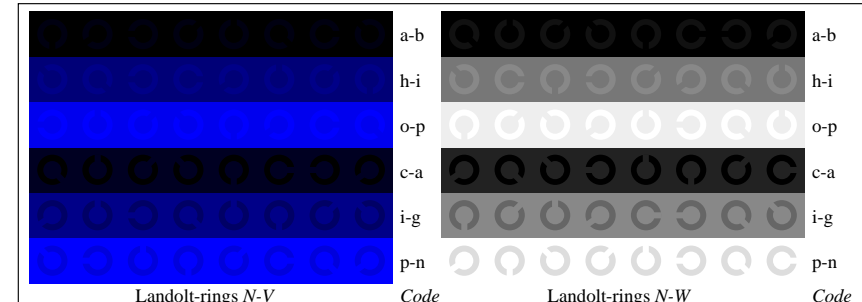 a-b a-b
h-i h-i
o-p o-p
c-a c-a
i-g i-g
p-n p-n
Landolt-rings N-V Code Landolt-rings N-W Code